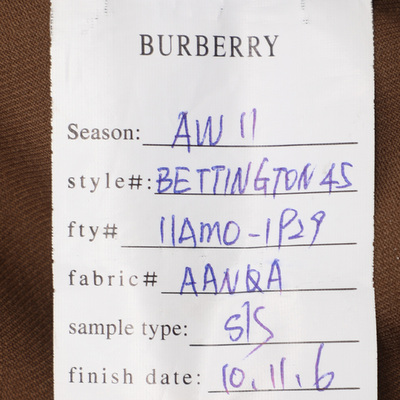 BURBERRY
Season: AW 11
style#: BETTINGTON 45
fty# 11AMO-1P29
fabric# AANQA
sample type: S/S
finish date: 10.11.6